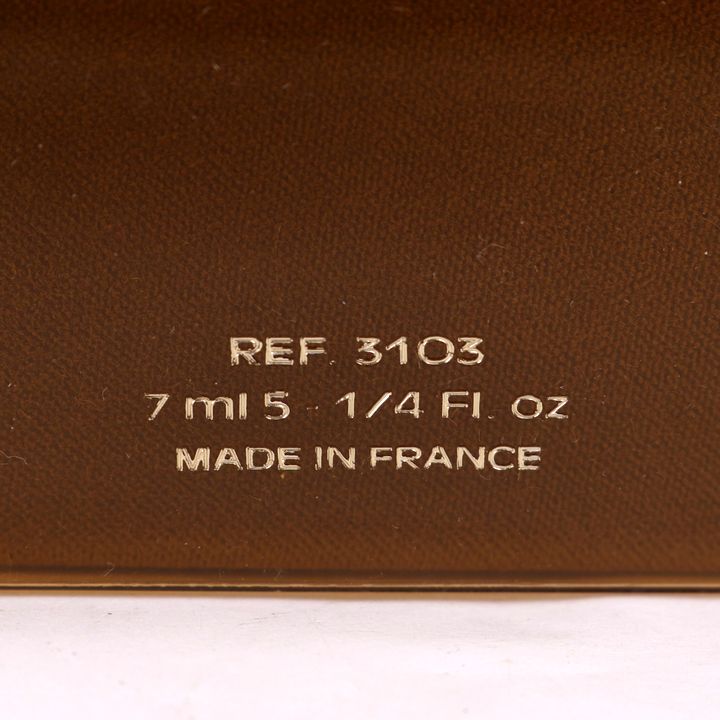 REF. 3103
7 ml 5 - 1/4 Fl. oz
MADE IN FRANCE